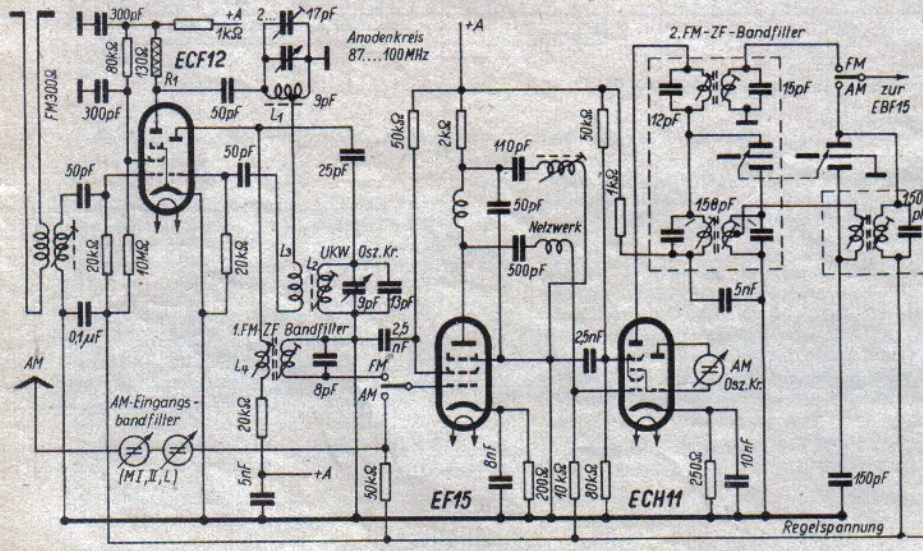 300pF
80kΩ
130Ω
R1
+A
1kΩ
ECF12
2... 17pF
Anodenkreis
87....100MHz
2.FM-ZF-Bandfilter
FM
AM
zur
EBF15
FM300Ω
300pF
50pF
9pF
L1
50kΩ
+A
2kΩ
50kΩ
110pF
12pF
15pF
50pF
50pF
25pF
50pF
1kΩ
Netzwerk
500pF
150pF
150
pF
20kΩ
10MΩ
20kΩ
L3
L2
UKW Osz.Kr.
9pF
13pF
5nF
0,1µF
1.FM-ZF Bandfilter
L4
8pF
2,5
nF
FM
AM
2,5nF
AM
Osz.Kr.
AM
AM-Eingangs-
bandfilter
(MI,II,L)
20kΩ
+A
5nF
50kΩ
EF15
8nF
200Ω
10kΩ
80kΩ
ECH11
250Ω
10nF
150pF
Regelspannung